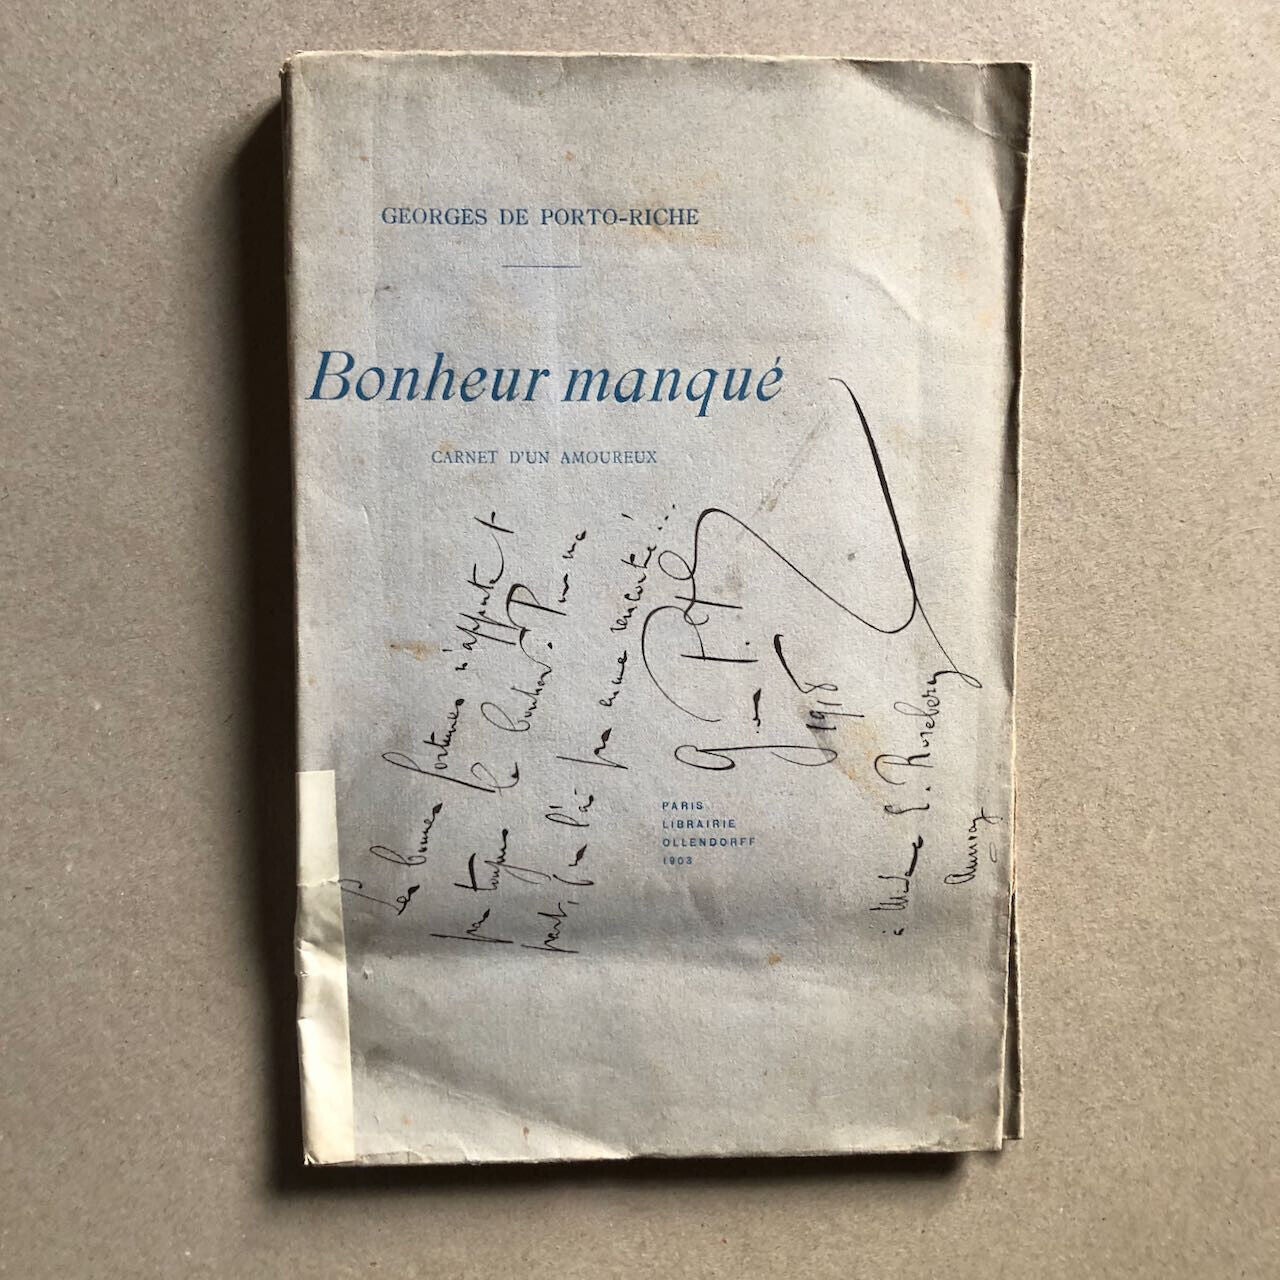 GEORGES DE PORTO-RICHE
Bonheur manqué
CARNET D'UN AMOUREUX
Les bonnes fortunes n'apportent
pas toujours le bonheur. Pour ma
part, je l'ai pas encore rencontré...
1918
à Madame S.
PARIS
LIBRAIRIE
OLLENDORFF
1903